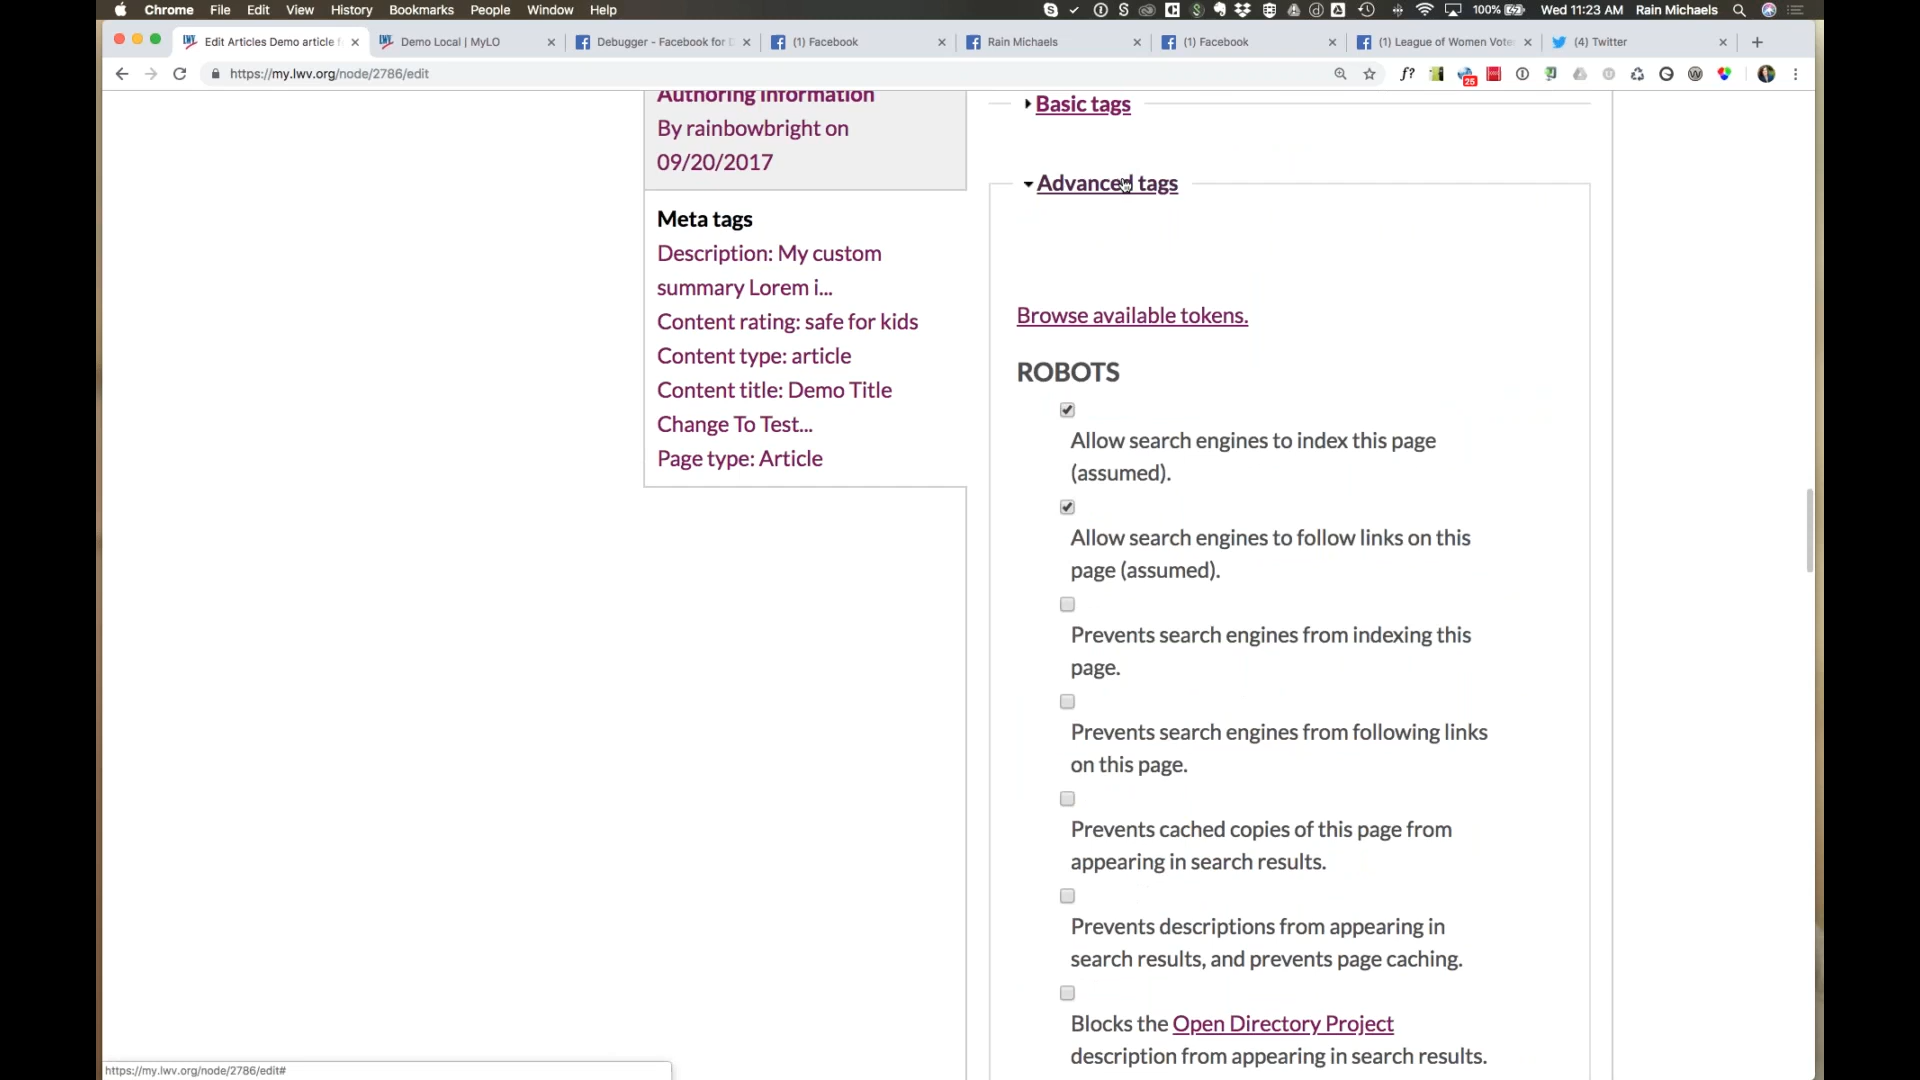 Chrome File Edit View History Bookmarks People Window Help 100% Wed 11:23 AM Rain Michaels
Edit Articles Demo article f Demo Local | MyLO Debugger - Facebook for D (1) Facebook Rain Michaels (1) Facebook (1) League of Women Vote (4) Twitter
https://my.lwv.org/node/2786/edit
25
Authoring information
By rainbowbright on
09/20/2017
Meta tags
Description: My custom
summary Lorem i...
Content rating: safe for kids
Content type: article
Content title: Demo Title
Change To Test...
Page type: Article
Basic tags
Advanced tags
Browse available tokens.
ROBOTS
Allow search engines to index this page
(assumed).
Allow search engines to follow links on this
page (assumed).
Prevents search engines from indexing this
page.
Prevents search engines from following links
on this page.
Prevents cached copies of this page from
appearing in search results.
Prevents descriptions from appearing in
search results, and prevents page caching.
Blocks the Open Directory Project
description from appearing in search results.
https://my.lwv.org/node/2786/edit#